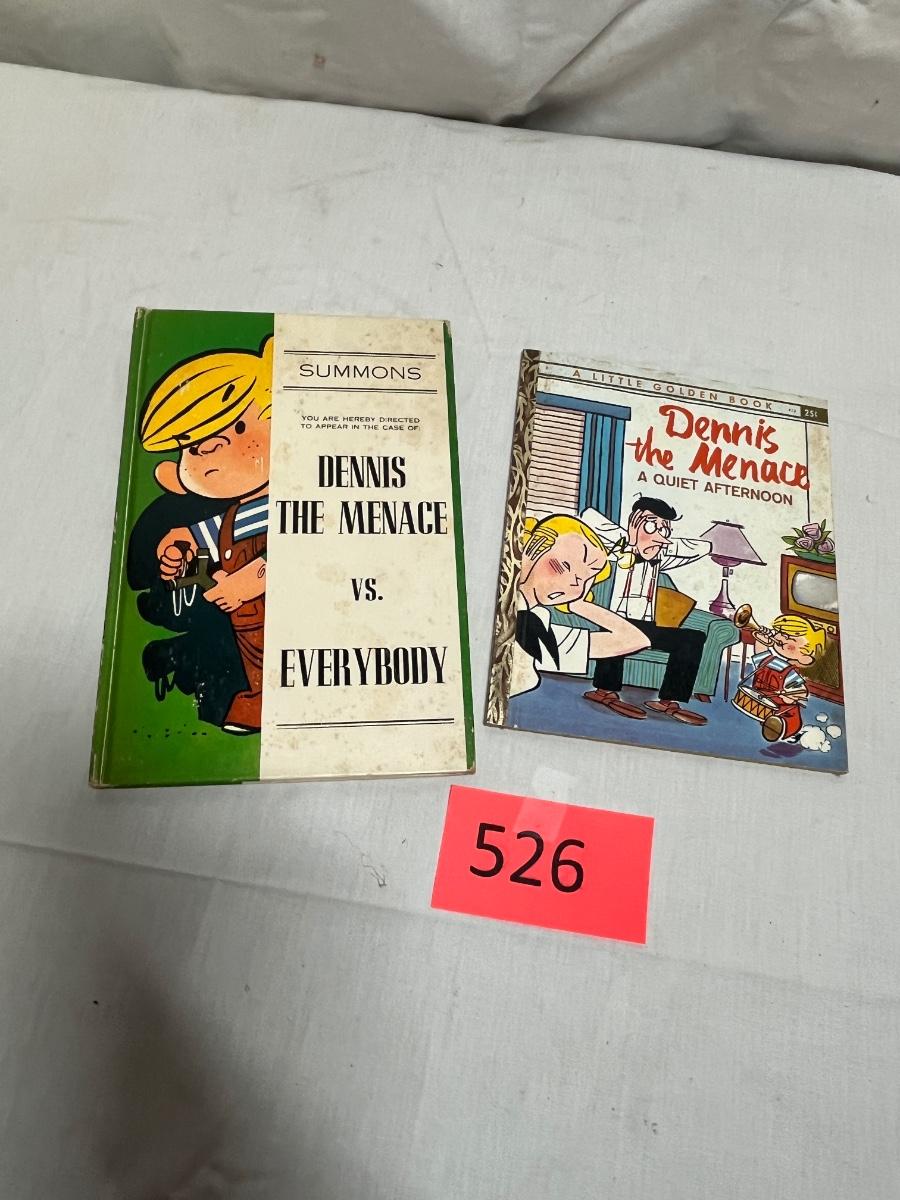 SUMMONS
YOU ARE HEREBY DIRECTED
TO APPEAR IN THE CASE OF
DENNIS
THE MENACE
VS.
EVERYBODY
A LITTLE GOLDEN BOOK
25¢
Dennis
the Menace
A QUIET AFTERNOON
526